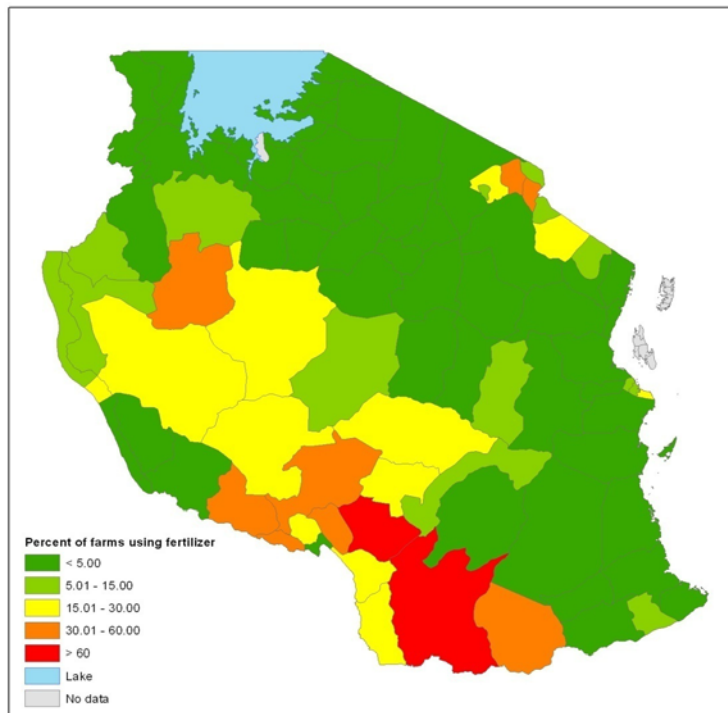 Percent of farms using fertilizer
< 5.00
5.01 - 15.00
15.01 - 30.00
30.01 - 60.00
> 60
Lake
No data